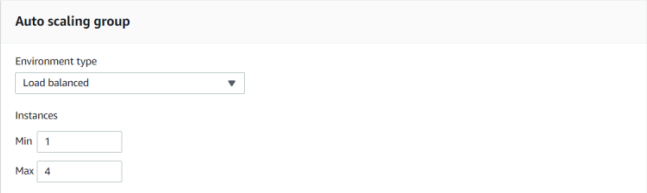 Auto scaling group
Environment type
Load balanced
Instances
Min 1
Max 4